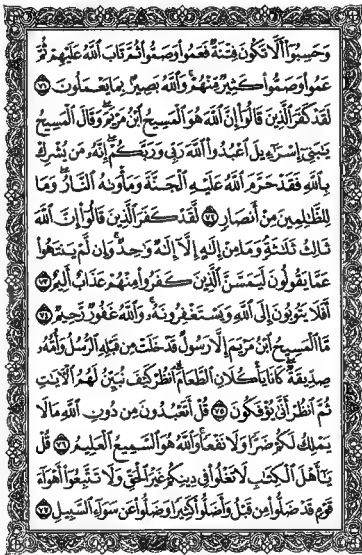 وَحَسِبُوٓا۟ أَلَّا تَكُونَ فِتْنَةٌ فَعَمُوا۟ وَصَمُّوا۟ ثُمَّ تَابَ ٱللَّهُ عَلَيْهِمْ ثُمَّ
عَمُوا۟ وَصَمُّوا۟ كَثِيرٌ مِّنْهُمْ ۚ وَٱللَّهُ بَصِيرٌۢ بِمَا يَعْمَلُونَ ٧١
لَقَدْ كَفَرَ ٱلَّذِينَ قَالُوٓا۟ إِنَّ ٱللَّهَ هُوَ ٱلْمَسِيحُ ٱبْنُ مَرْيَمَ ۖ وَقَالَ ٱلْمَسِيحُ
يَٰبَنِىٓ إِسْرَٰٓءِيلَ ٱعْبُدُوا۟ ٱللَّهَ رَبِّى وَرَبَّكُمْ ۖ إِنَّهُۥ مَن يُشْرِكْ
بِٱللَّهِ فَقَدْ حَرَّمَ ٱللَّهُ عَلَيْهِ ٱلْجَنَّةَ وَمَأْوَىٰهُ ٱلنَّارُ ۖ وَمَا
لِلظَّٰلِمِينَ مِنْ أَنصَارٍ ٧٢ لَّقَدْ كَفَرَ ٱلَّذِينَ قَالُوٓا۟ إِنَّ ٱللَّهَ
ثَالِثُ ثَلَٰثَةٍ ۘ وَمَا مِنْ إِلَٰهٍ إِلَّآ إِلَٰهٌ وَٰحِدٌ ۚ وَإِن لَّمْ يَنتَهُوا۟
عَمَّا يَقُولُونَ لَيَمَسَّنَّ ٱلَّذِينَ كَفَرُوا۟ مِنْهُمْ عَذَابٌ أَلِيمٌ ٧٣
أَفَلَا يَتُوبُونَ إِلَى ٱللَّهِ وَيَسْتَغْفِرُونَهُۥ ۚ وَٱللَّهُ غَفُورٌ رَّحِيمٌ ٧٤
مَّا ٱلْمَسِيحُ ٱبْنُ مَرْيَمَ إِلَّا رَسُولٌ قَدْ خَلَتْ مِن قَبْلِهِ ٱلرُّسُلُ وَأُمُّهُۥ
صِدِّيقَةٌ ۖ كَانَا يَأْكُلَانِ ٱلطَّعَامَ ۗ ٱنظُرْ كَيْفَ نُبَيِّنُ لَهُمُ ٱلْءَايَٰتِ
ثُمَّ ٱنظُرْ أَنَّىٰ يُؤْفَكُونَ ٧٥ قُلْ أَتَعْبُدُونَ مِن دُونِ ٱللَّهِ مَا لَا
يَمْلِكُ لَكُمْ ضَرًّا وَلَا نَفْعًا ۚ وَٱللَّهُ هُوَ ٱلسَّمِيعُ ٱلْعَلِيمُ ٧٦ قُلْ
يَٰٓأَهْلَ ٱلْكِتَٰبِ لَا تَغْلُوا۟ فِى دِينِكُمْ غَيْرَ ٱلْحَقِّ وَلَا تَتَّبِعُوٓا۟ أَهْوَآءَ
قَوْمٍ قَدْ ضَلُّوا۟ مِن قَبْلُ وَأَضَلُّوا۟ كَثِيرًا وَضَلُّوا۟ عَن سَوَآءِ ٱلسَّبِيلِ ٧٧